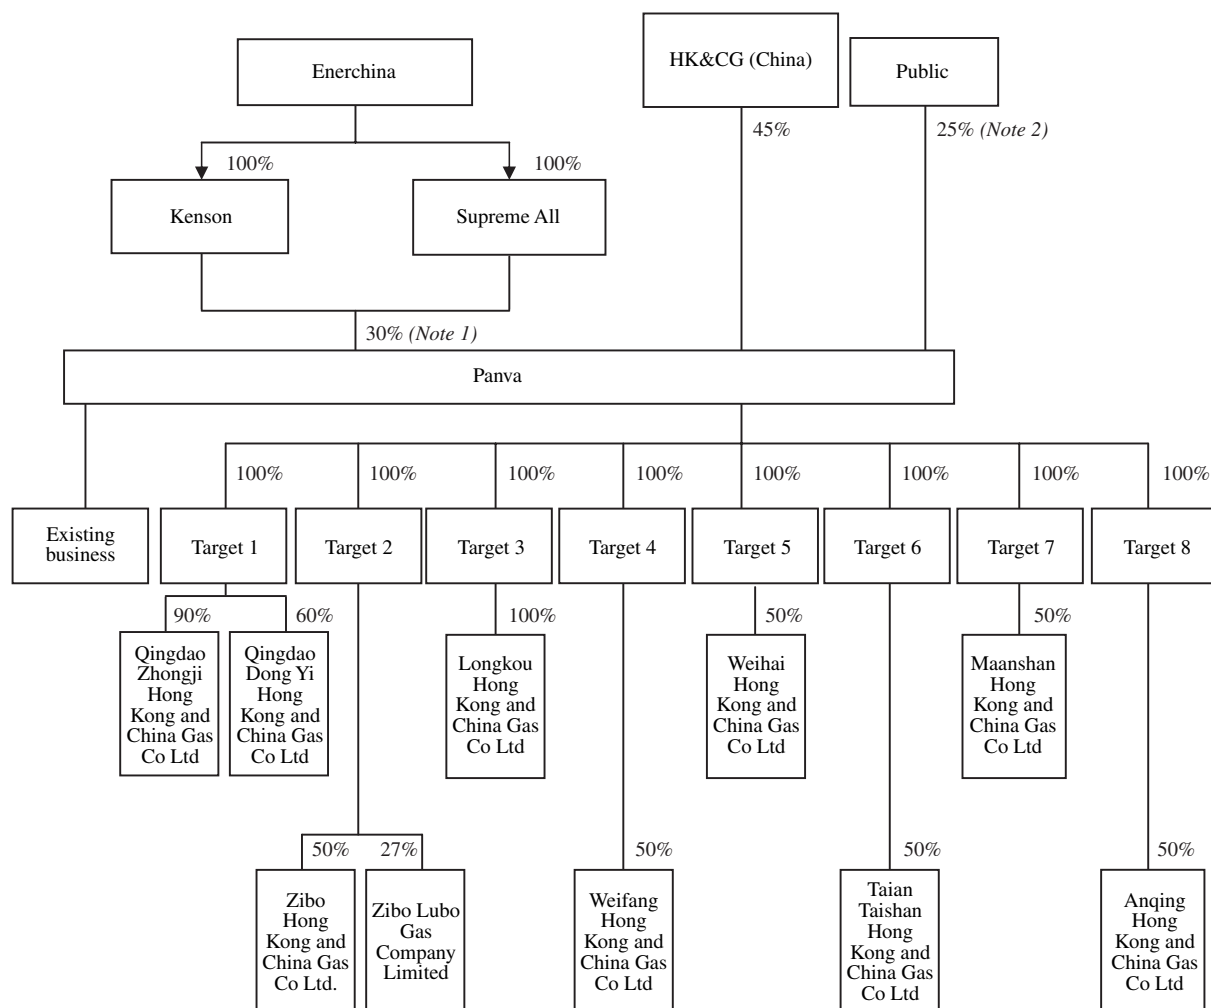 Enerchina
HK&CG (China)
Public
45%
25% (Note 2)
100%
100%
Kenson
Supreme All
30% (Note 1)
Panva
100%
100%
100%
100%
100%
100%
100%
100%
Existing
business
Target 1
Target 2
Target 3
Target 4
Target 5
Target 6
Target 7
Target 8
90%
60%
100%
50%
50%
Qingdao
Zhongji
Hong
Kong and
China Gas
Co Ltd
Qingdao
Dong Yi
Hong
Kong and
China Gas
Co Ltd
Longkou
Hong
Kong and
China Gas
Co Ltd
Weihai
Hong
Kong and
China Gas
Co Ltd
Maanshan
Hong
Kong and
China Gas
Co Ltd
50%
27%
50%
50%
50%
Zibo
Hong
Kong and
China Gas
Co Ltd.
Zibo Lubo
Gas
Company
Limited
Weifang
Hong
Kong and
China Gas
Co Ltd
Taian
Taishan
Hong
Kong and
China Gas
Co Ltd
Anqing
Hong
Kong and
China Gas
Co Ltd